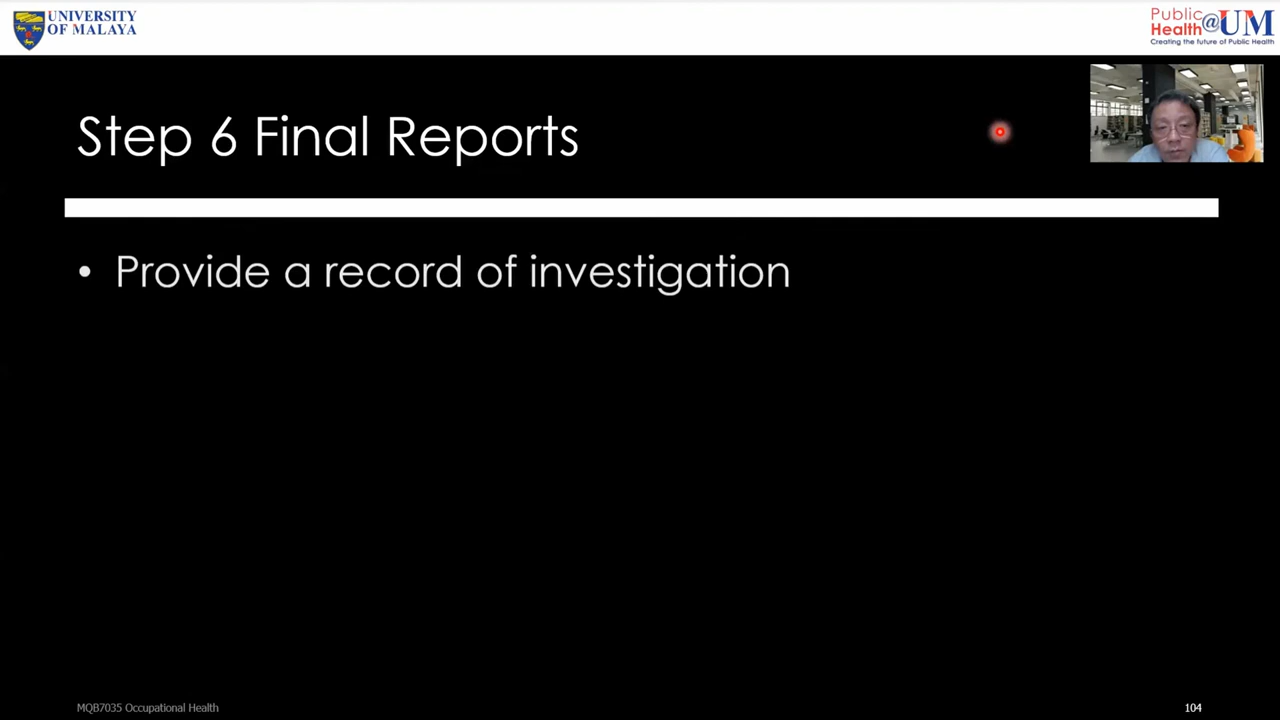 UNIVERSITY
OF MALAYA
Public
Health@UM
Creating the future of Public Health
Step 6 Final Reports
• Provide a record of investigation
MQB7035 Occupational Health
104